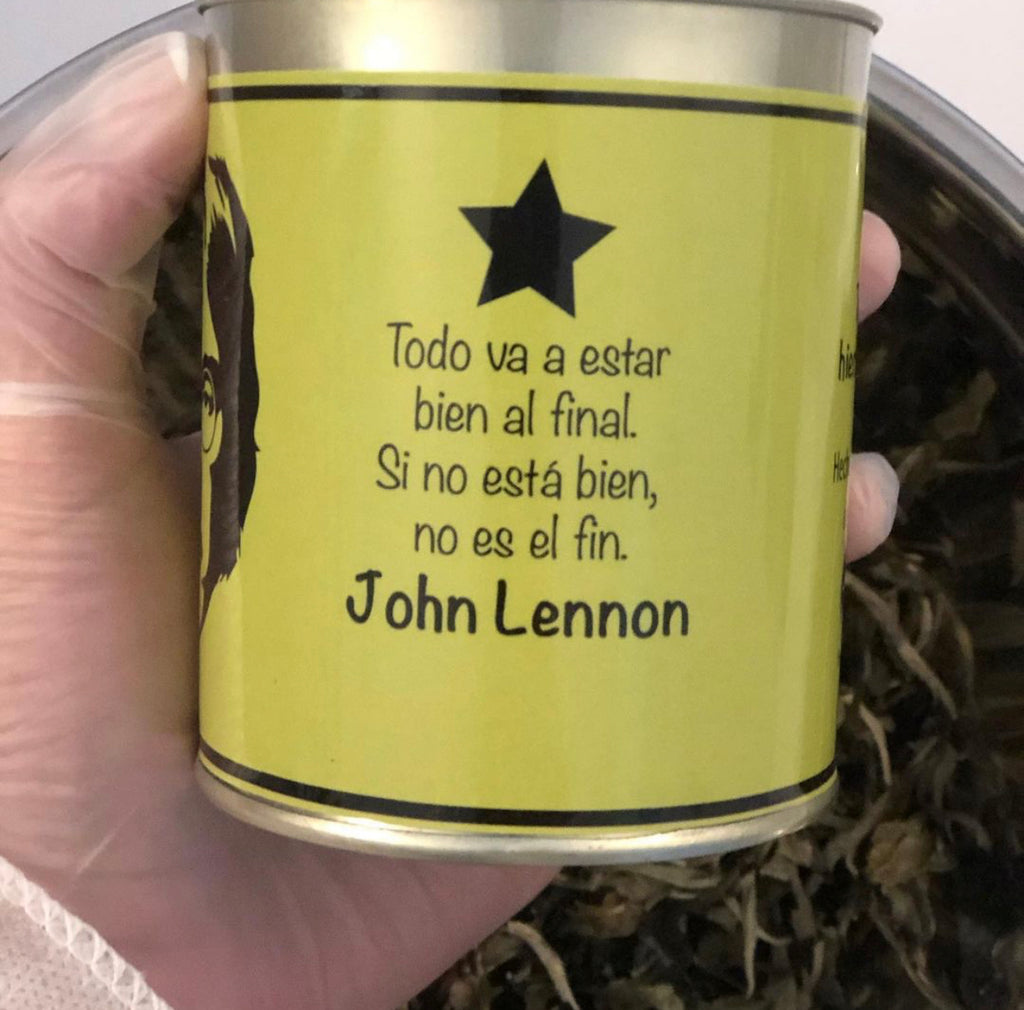 Todo va a estar
bien al final.
Si no está bien,
no es el fin.
John Lennon